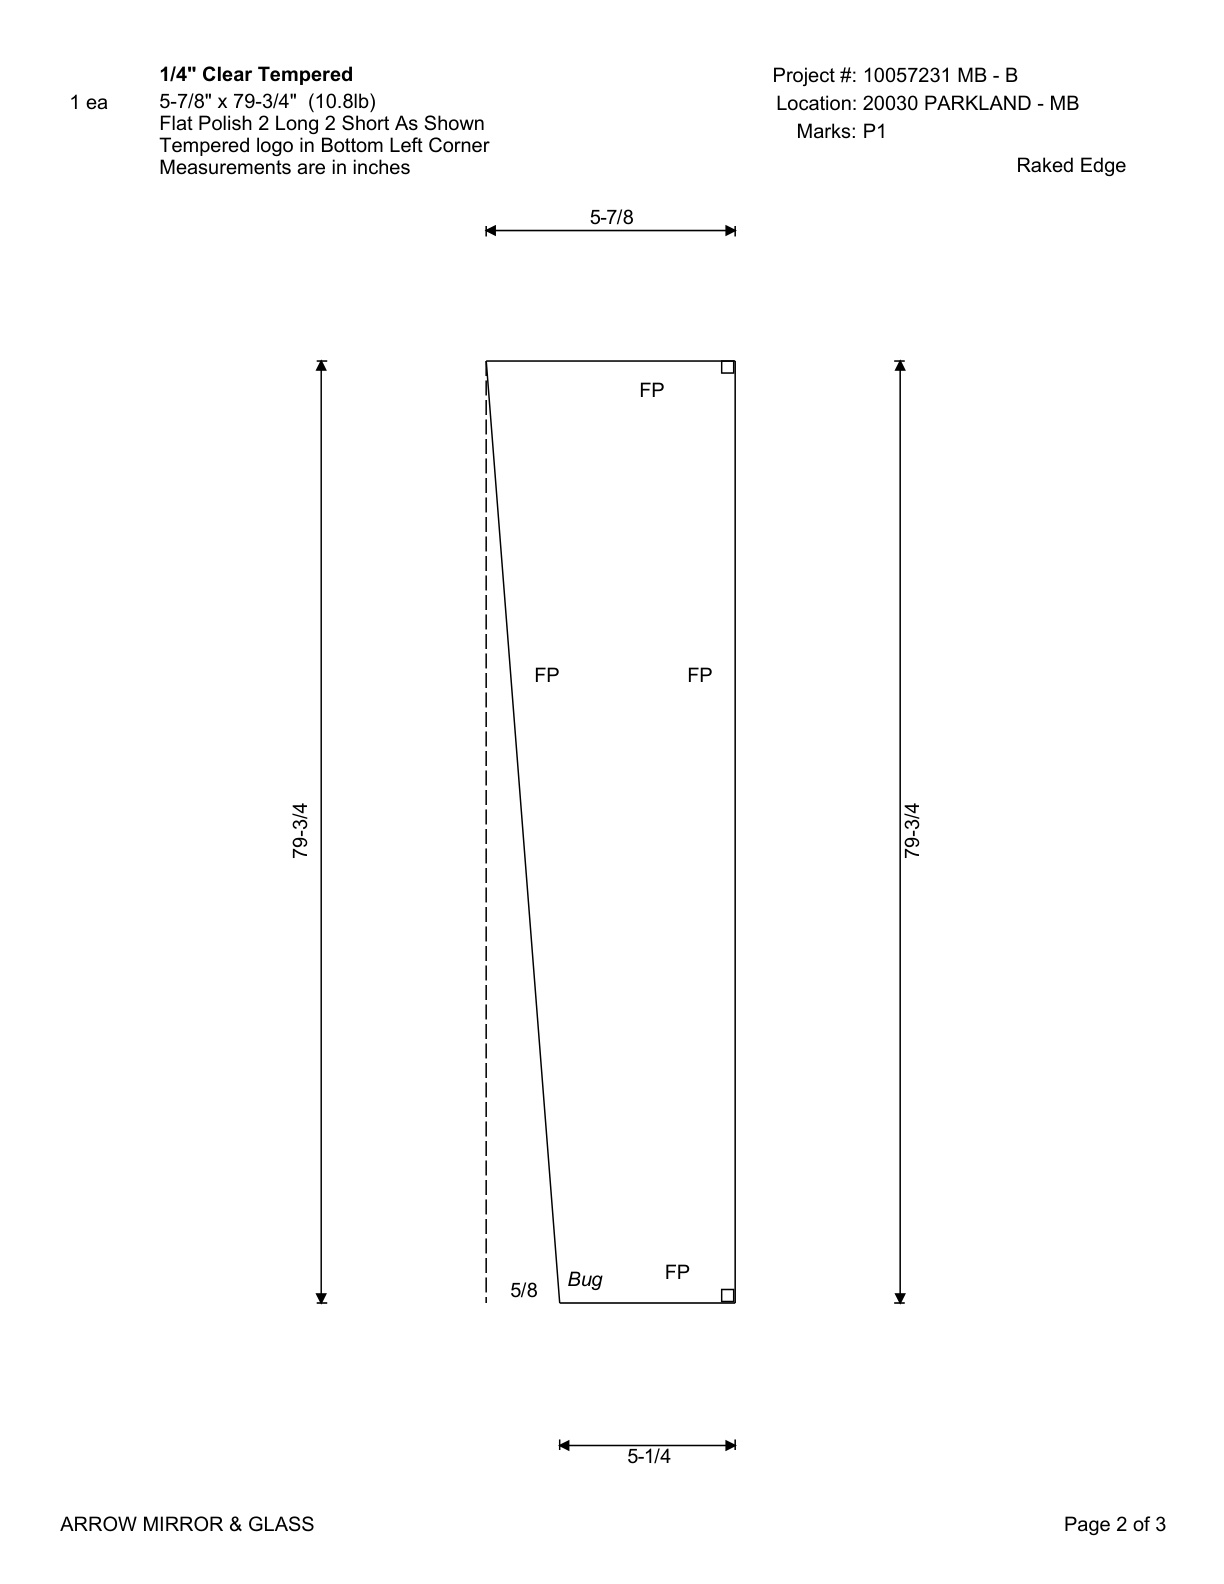 1/4" Clear Tempered
1 ea
5-7/8" x 79-3/4" (10.8lb)
Flat Polish 2 Long 2 Short As Shown
Tempered logo in Bottom Left Corner
Measurements are in inches
Project #: 10057231 MB - B
Location: 20030 PARKLAND - MB
Marks: P1
Raked Edge
5-7/8
FP
FP
FP
79-3/4
79-3/4
FP
Bug
5/8
5-1/4
ARROW MIRROR & GLASS
Page 2 of 3